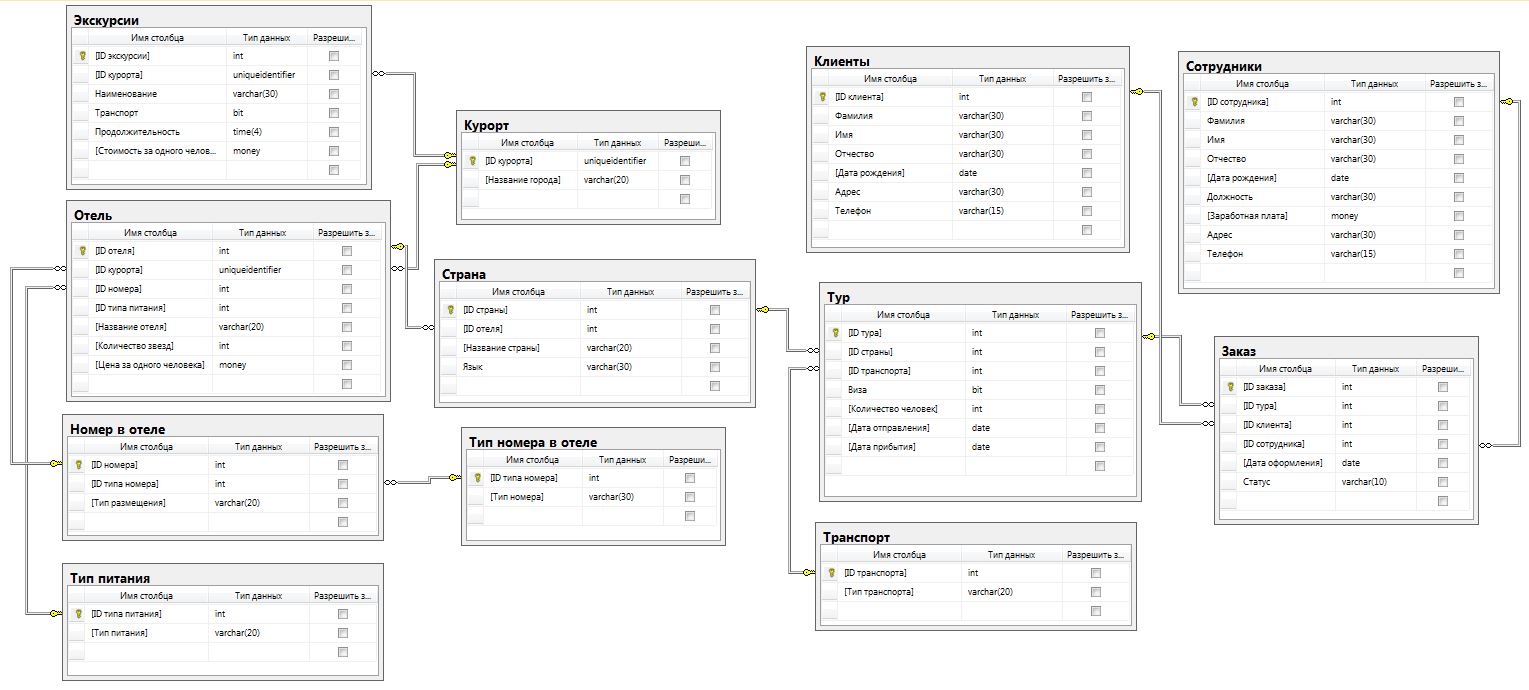 Экскурсии
Имя столбца Тип данных Разреши...
[ID экскурсии] int
[ID курорта] uniqueidentifier
Наименование varchar(30)
Транспорт bit
Продолжительность time(4)
[Стоимость за одного челов... money
Отель
Имя столбца Тип данных Разрешить з...
[ID отеля] int
[ID курорта] uniqueidentifier
[ID номера] int
[ID типа питания] int
[Название отеля] varchar(20)
[Количество звезд] int
[Цена за одного человека] money
Номер в отеле
Имя столбца Тип данных Разрешить з...
[ID номера] int
[ID типа номера] int
[Тип размещения] varchar(20)
Тип питания
Имя столбца Тип данных Разрешить з...
[ID типа питания] int
[Тип питания] varchar(20)
Курорт
Имя столбца Тип данных Разреши...
[ID курорта] uniqueidentifier
[Название города] varchar(20)
Страна
Имя столбца Тип данных Разрешить з...
[ID страны] int
[ID отеля] int
[Название страны] varchar(20)
Язык varchar(30)
Тип номера в отеле
Имя столбца Тип данных Разреши...
[ID типа номера] int
[Тип номера] varchar(30)
Клиенты
Имя столбца Тип данных Разрешить з...
[ID клиента] int
Фамилия varchar(30)
Имя varchar(30)
Отчество varchar(30)
[Дата рождения] date
Адрес varchar(30)
Телефон varchar(15)
Тур
Имя столбца Тип данных Разрешить з...
[ID тура] int
[ID страны] int
[ID транспорта] int
Виза bit
[Количество человек] int
[Дата отправления] date
[Дата прибытия] date
Транспорт
Имя столбца Тип данных Разрешить з...
[ID транспорта] int
[Тип транспорта] varchar(20)
Сотрудники
Имя столбца Тип данных Разрешить з...
[ID сотрудника] int
Фамилия varchar(30)
Имя varchar(30)
Отчество varchar(30)
[Дата рождения] date
Должность varchar(30)
[Заработная плата] money
Адрес varchar(30)
Телефон varchar(15)
Заказ
Имя столбца Тип данных Разреши...
[ID заказа] int
[ID тура] int
[ID клиента] int
[ID сотрудника] int
[Дата оформления] date
Статус varchar(10)